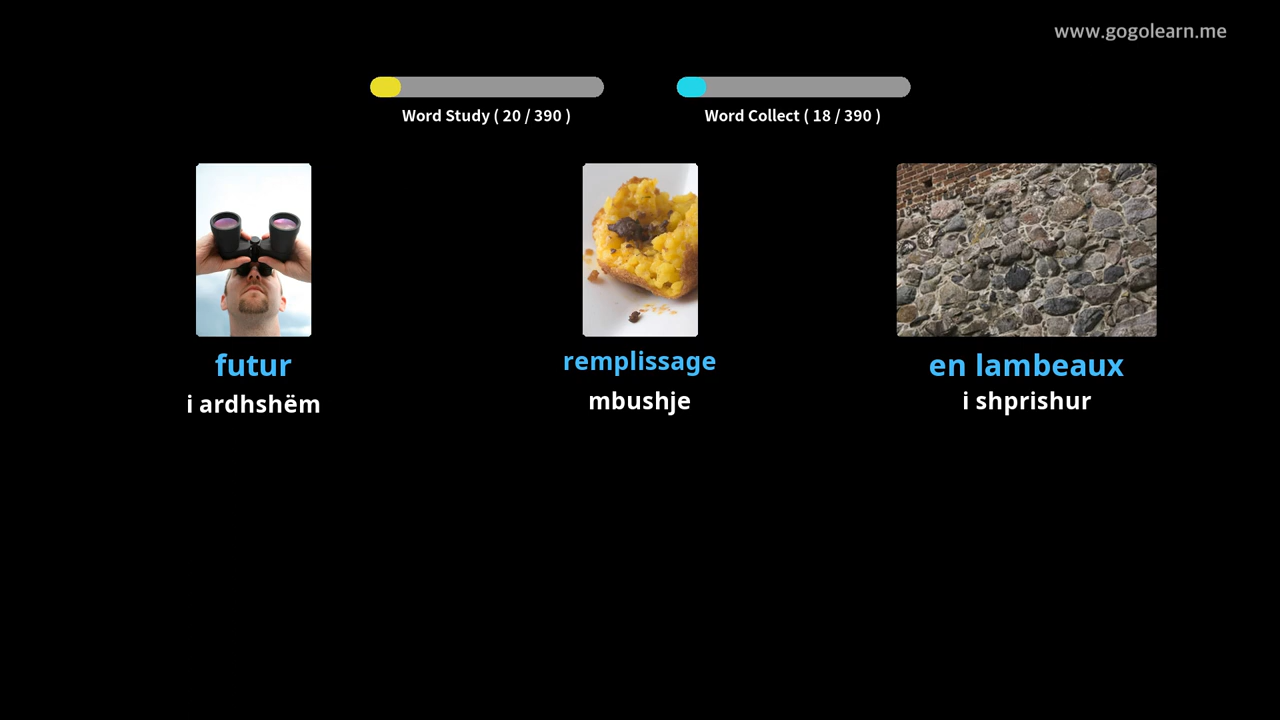 www.gogolearn.me
Word Study ( 20 / 390 )
Word Collect ( 18 / 390 )
futur
i ardhshëm
remplissage
mbushje
en lambeaux
i shprishur